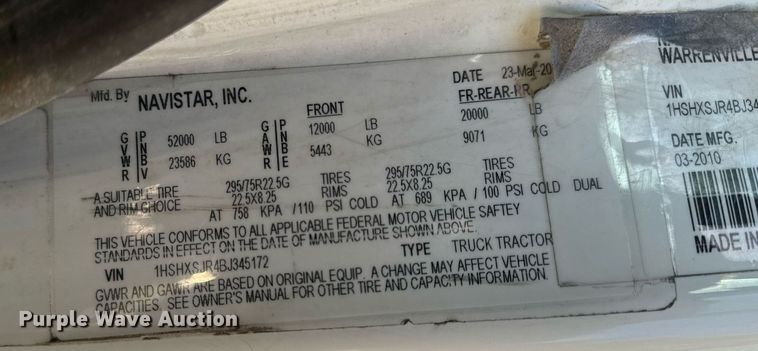 Mfd. By NAVISTAR, INC. DATE 23-Mar-20
FRONT FR-REAR-RR
GVWR PNBV 52000 LB GAWR PNBE 12000 LB 20000 LB
23586 KG 5443 KG 9071 KG
A SUITABLE TIRE 295/75R22.5G TIRES 295/75R22.5G TIRES
AND RIM CHOICE 22.5X8.25 RIMS 22.5X8.25 RIMS
AT 758 KPA /110 PSI COLD AT 689 KPA /100 PSI COLD DUAL
THIS VEHICLE CONFORMS TO ALL APPLICABLE FEDERAL MOTOR VEHICLE SAFTEY
STANDARDS IN EFFECT ON THE DATE OF MANUFACTURE SHOWN ABOVE.
VIN 1HSHXSJR4BJ345172 TYPE TRUCK TRACTOR
GVWR AND GAWR ARE BASED ON ORIGINAL EQUIP. A CHANGE MAY AFFECT VEHICLE
CAPACITIES. SEE OWNER'S MANUAL FOR OTHER TIRE AND CAPACITY INFORMATION.
WARRENVILLE
VIN
1HSHXSJR4BJ34
DATE MFG.
03-2010
MADE IN
Purple Wave Auction